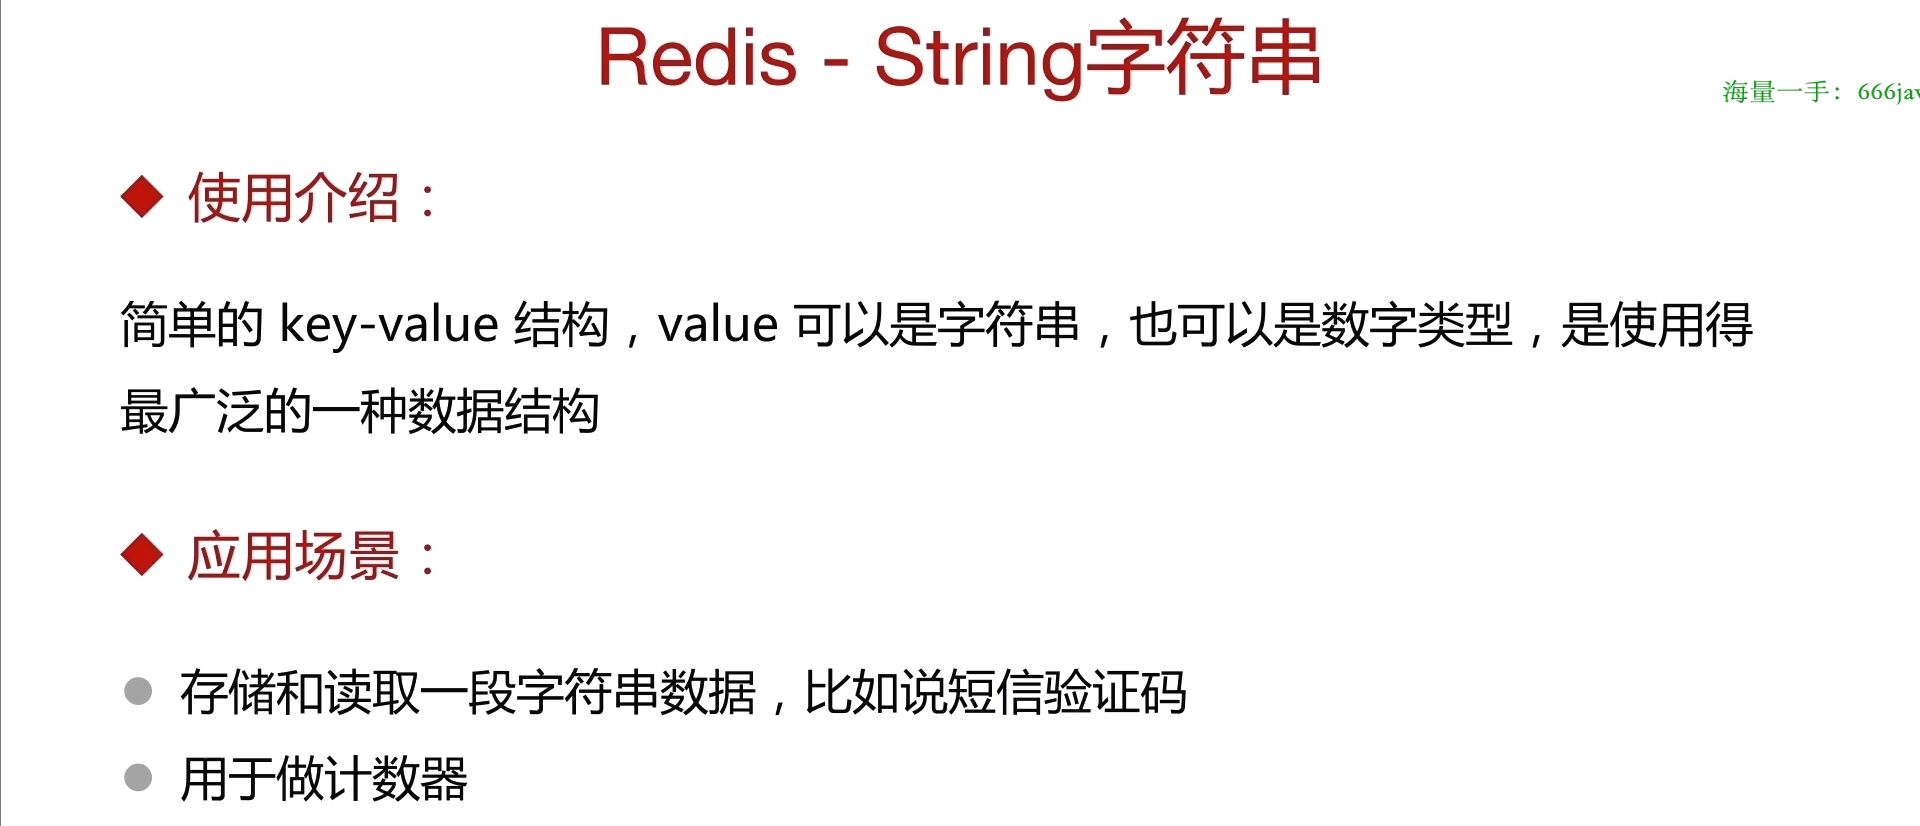 Redis - String字符串
海量一手：666jav
使用介绍：
简单的 key-value 结构，value 可以是字符串，也可以是数字类型，是使用得
最广泛的一种数据结构
应用场景：
存储和读取一段字符串数据，比如说短信验证码
用于做计数器